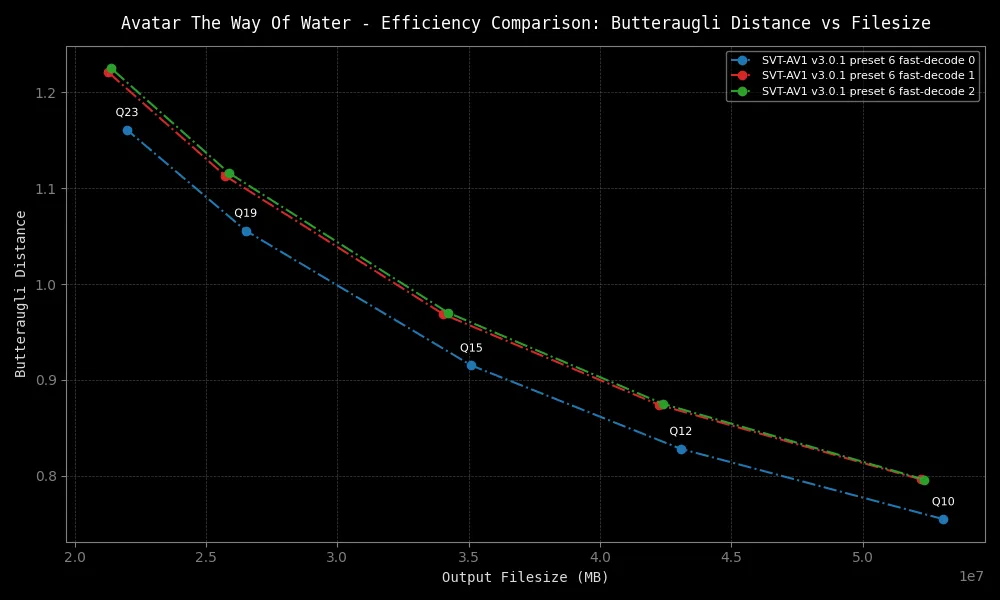 Avatar The Way Of Water - Efficiency Comparison: Butteraugli Distance vs Filesize
SVT-AV1 v3.0.1 preset 6 fast-decode 0
SVT-AV1 v3.0.1 preset 6 fast-decode 1
SVT-AV1 v3.0.1 preset 6 fast-decode 2
Butteraugli Distance
1.2
1.1
1.0
0.9
0.8
Q23
Q19
Q15
Q12
Q10
2.0 2.5 3.0 3.5 4.0 4.5 5.0
1e7
Output Filesize (MB)